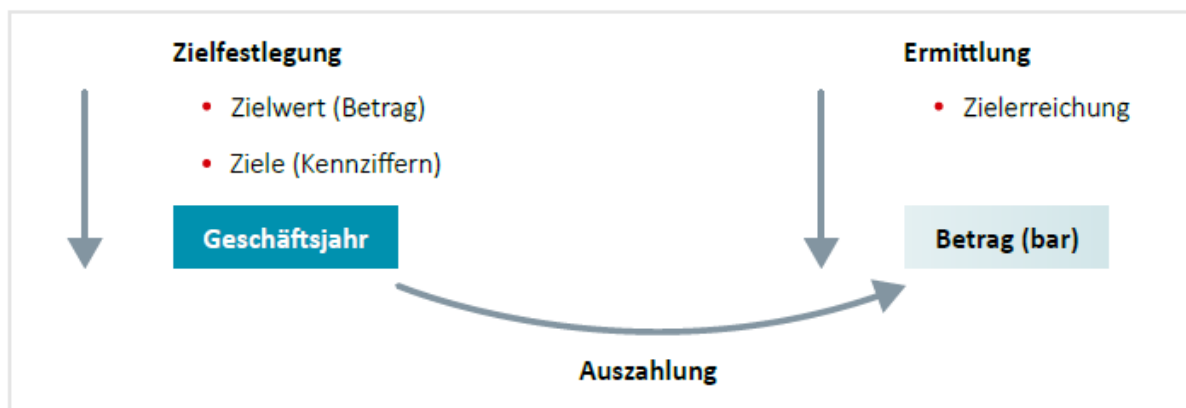 Zielfestlegung
• Zielwert (Betrag)
• Ziele (Kennziffern)
Geschäftsjahr
Ermittlung
• Zielerreichung
Betrag (bar)
Auszahlung